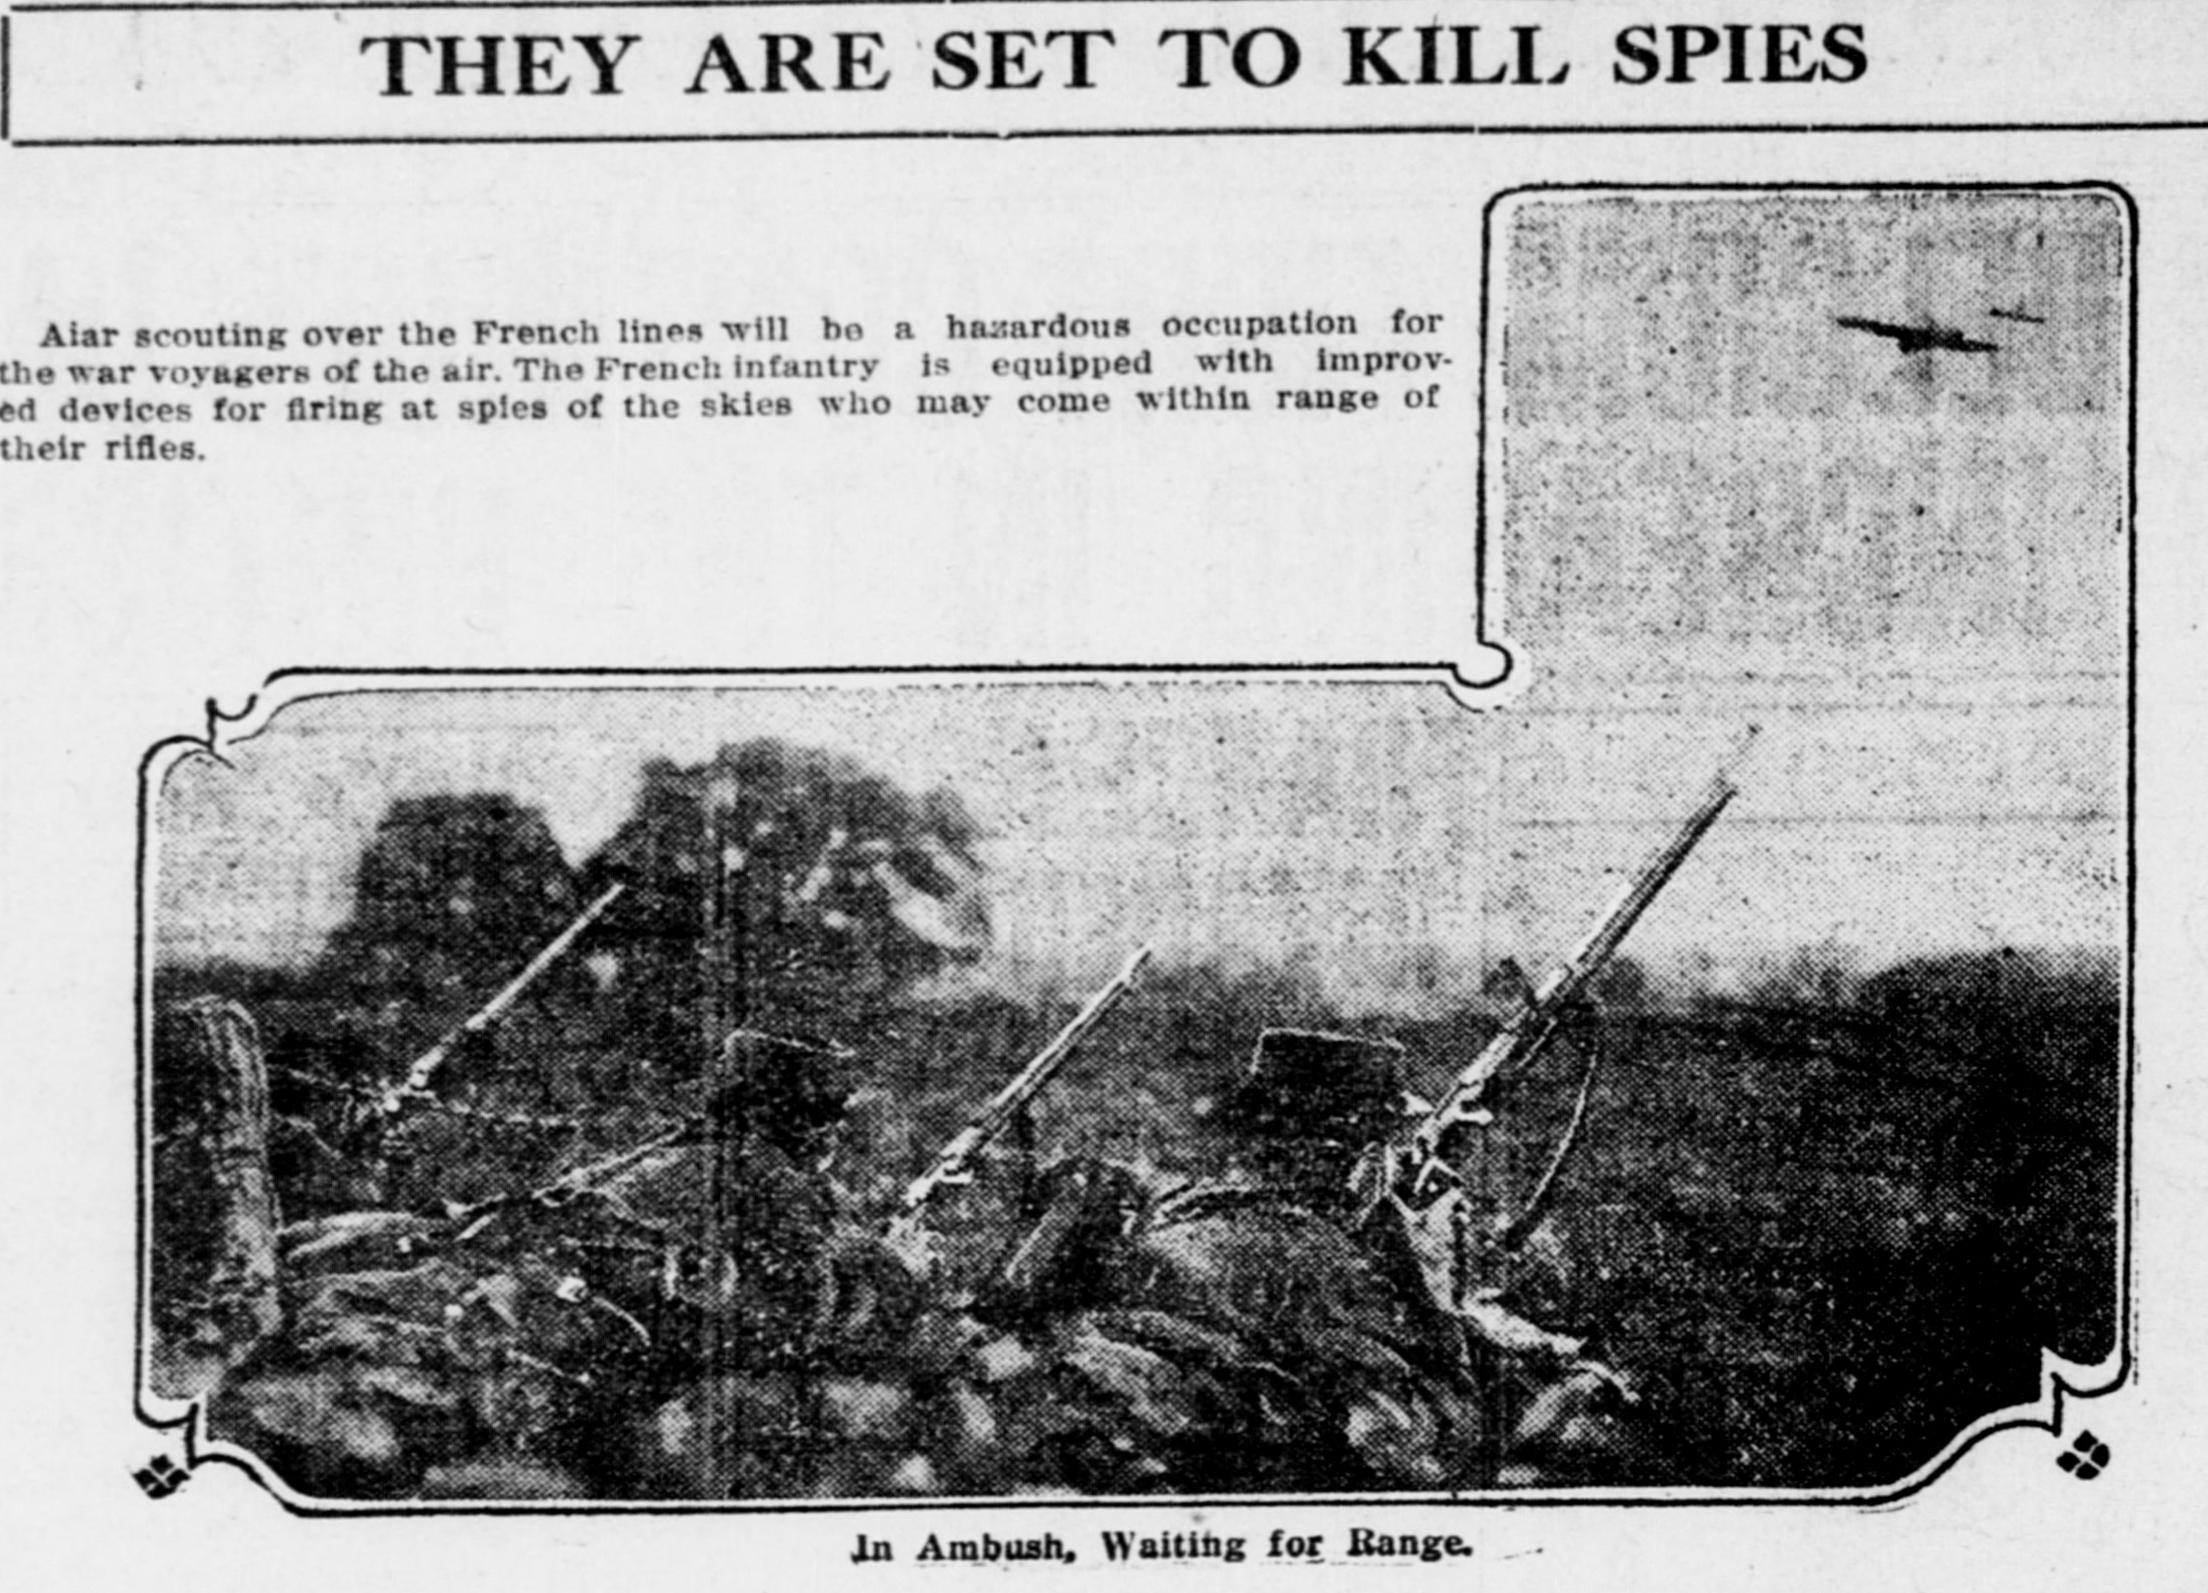 THEY ARE SET TO KILL SPIES
Aiar scouting over the French lines will be a hazardous occupation for
the war voyagers of the air. The French infantry is equipped with improv-
ed devices for firing at spies of the skies who may come within range of
their rifles.
In Ambush, Waiting for Range.